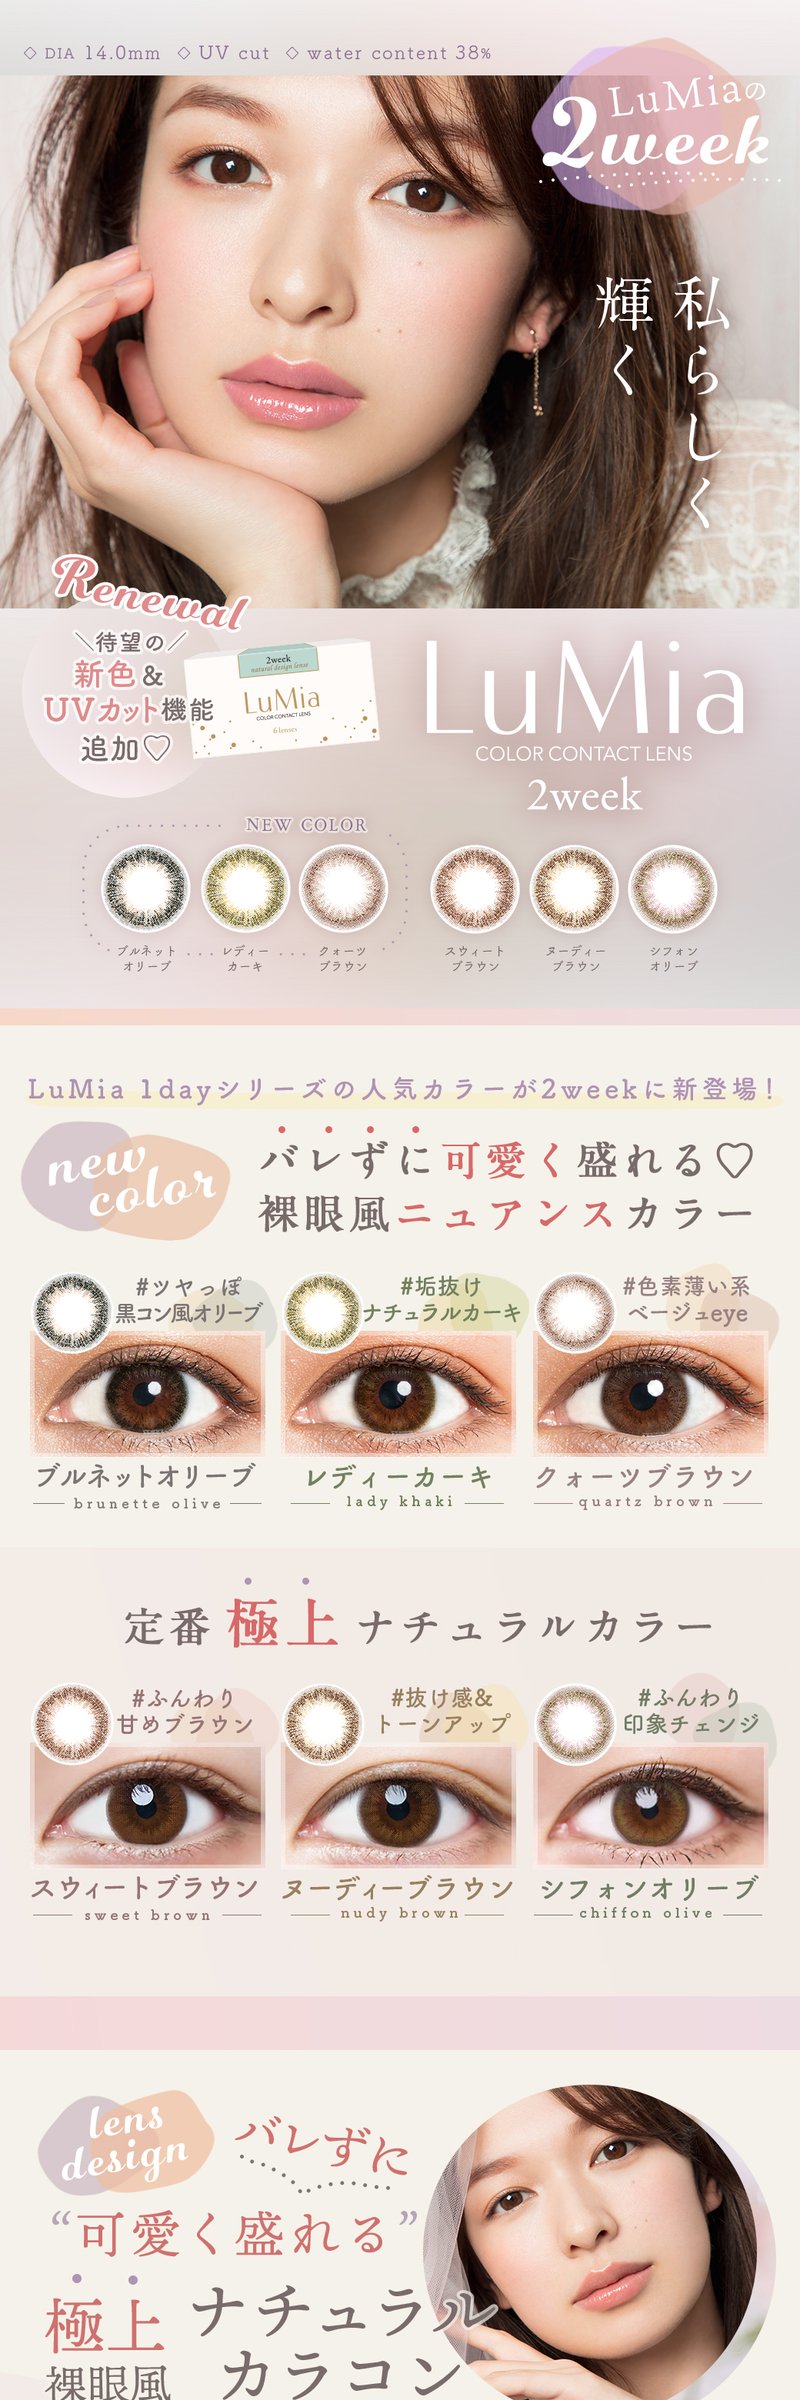 ◇ DIA 14.0mm ◇ UV cut ◇ water content 38%
LuMiaの
2week
私らしく
輝く
Renewal
＼待望の／
新色&
UVカット機能
追加♡
2week
natural design lense
LuMia
COLOR CONTACT LENS
6 lenses
LuMia
COLOR CONTACT LENS
2week
NEW COLOR
ブルネット
オリーブ
レディー
カーキ
クォーツ
ブラウン
スウィート
ブラウン
ヌーディー
ブラウン
シフォン
オリーブ
LuMia 1dayシリーズの人気カラーが2weekに新登場！
new
color
バレずに可愛く盛れる♡
裸眼風ニュアンスカラー
#ツヤっぽ
黒コン風オリーブ
ブルネットオリーブ
brunette olive
#垢抜け
ナチュラルカーキ
レディーカーキ
lady khaki
#色素薄い系
ベージュeye
クォーツブラウン
quartz brown
定番極上ナチュラルカラー
#ふんわり
甘めブラウン
スウィートブラウン
sweet brown
#抜け感&
トーンアップ
ヌーディーブラウン
nudy brown
#ふんわり
印象チェンジ
シフォンオリーブ
chiffon olive
lens
design
バレずに
“可愛く盛れる”
極上ナチュラル
裸眼風カラコン